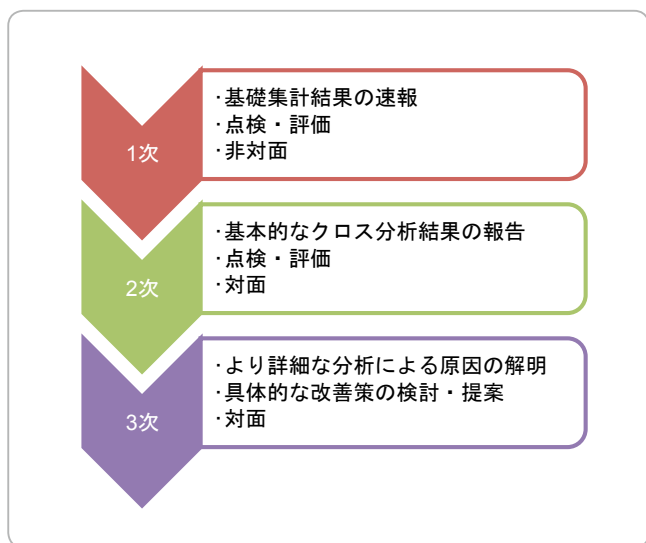 1次
・基礎集計結果の速報
・点検・評価
・非対面
2次
・基本的なクロス分析結果の報告
・点検・評価
・対面
3次
・より詳細な分析による原因の解明
・具体的な改善策の検討・提案
・対面